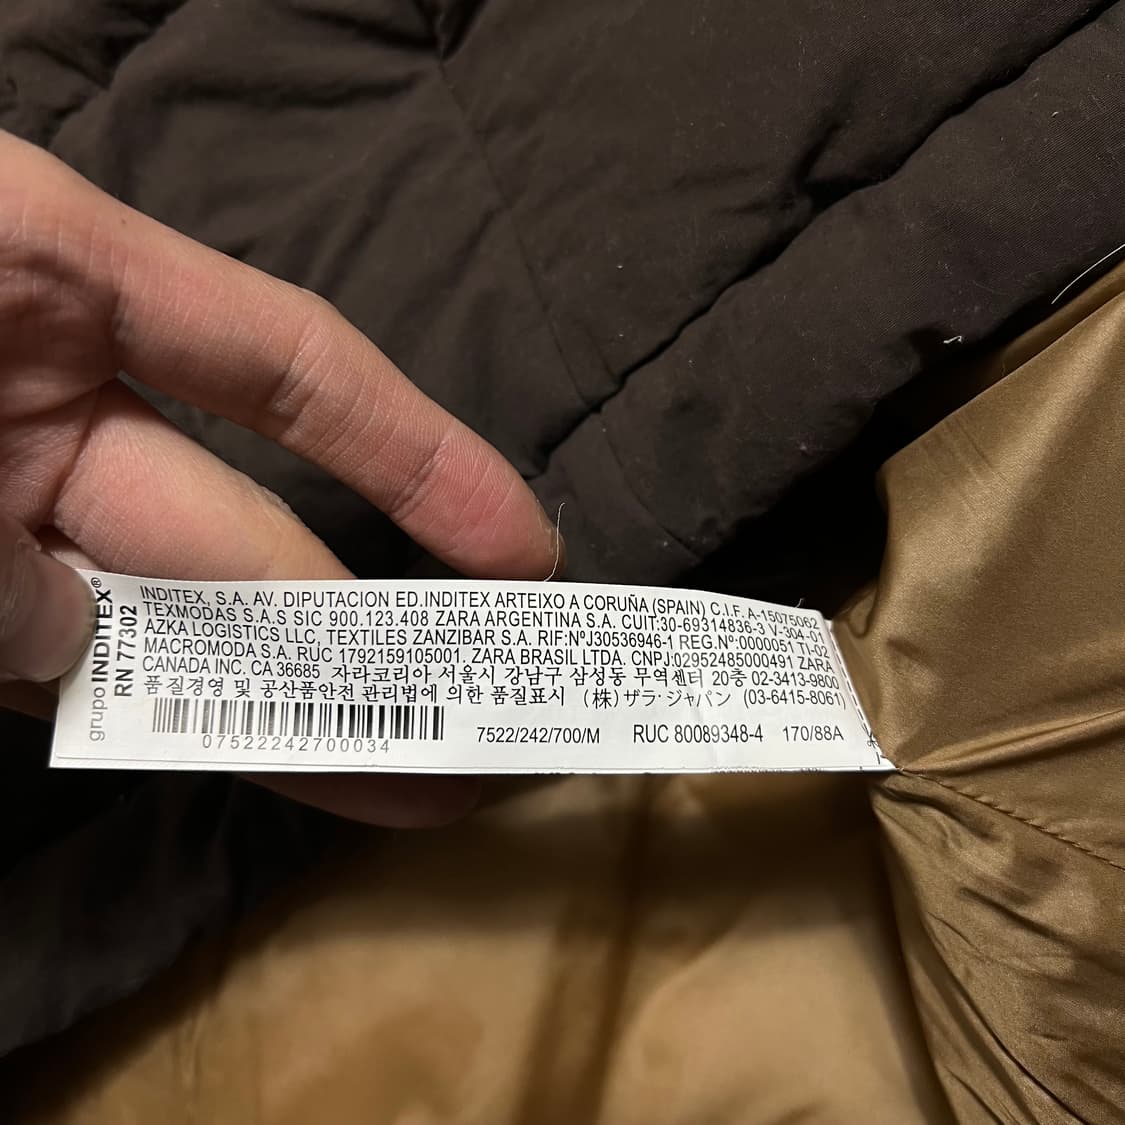 grupo INDITEX®
RN 77302
INDITEX, S.A. AV. DIPUTACION ED.INDITEX ARTEIXO A CORUÑA (SPAIN) C.I.F. A-15075062
TEXMODAS S.A.S SIC 900.123.408 ZARA ARGENTINA S.A. CUIT:30-69314836-3 V-304-01
AZKA LOGISTICS LLC, TEXTILES ZANZIBAR S.A. RIF:NºJ30536946-1 REG.Nº:0000051 TI-02
MACROMODA S.A. RUC 1792159105001. ZARA BRASIL LTDA. CNPJ:02952485000491 ZARA
CANADA INC. CA 36685 자라코리아 서울시 강남구 삼성동 무역센터 20층 02-3413-9800
품질경영 및 공산품안전 관리법에 의한 품질표시 (株)ザラ·ジャパン (03-6415-8061)
07522242700034
7522/242/700/M RUC 80089348-4 170/88A